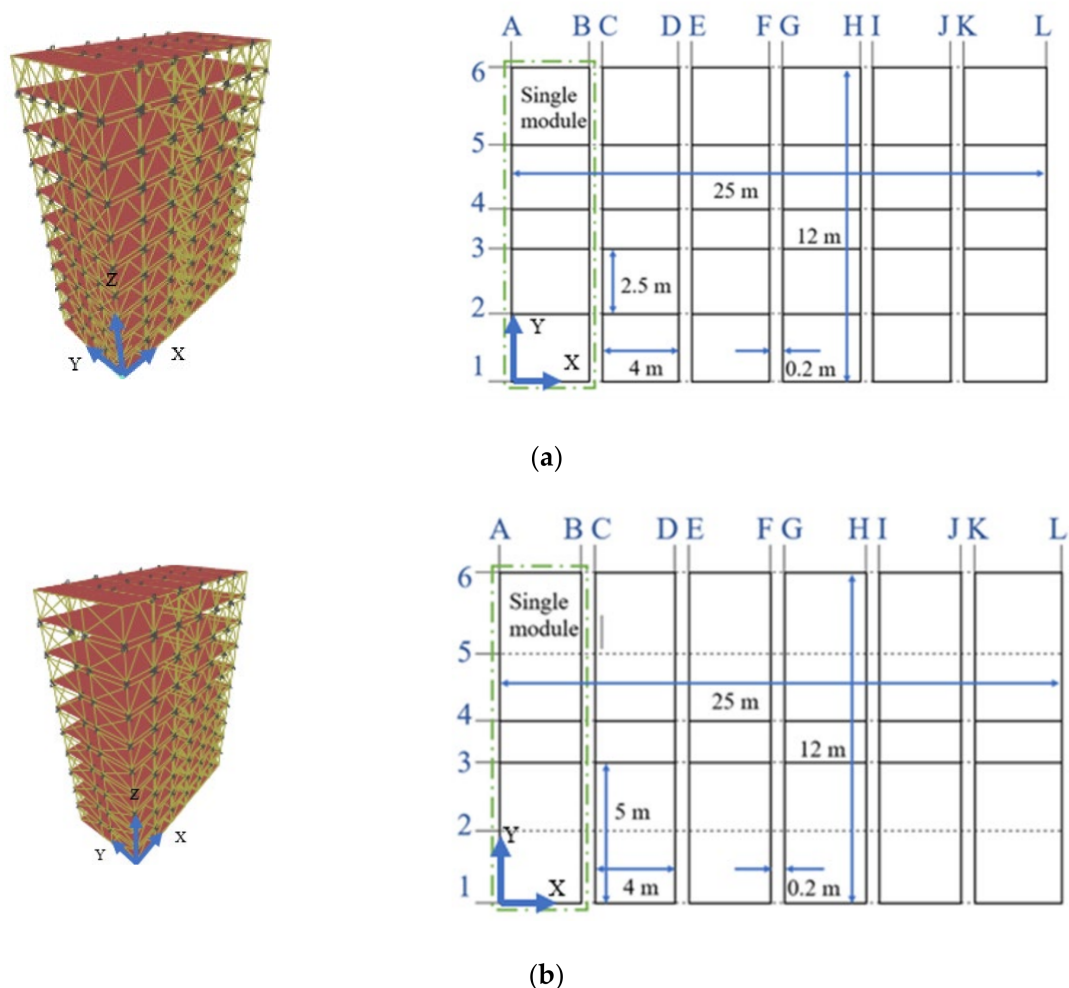 A B C D E F G H I J K L
6
Single
module
5
25 m
4
12 m
3
Z
2.5 m
2
Y
Y X
X
4 m
0.2 m
1
(a)
A B C D E F G H I J K L
6
Single
module
5
25 m
4
12 m
3
Z
5 m
2
Y
Y X
X
4 m
0.2 m
1
(b)